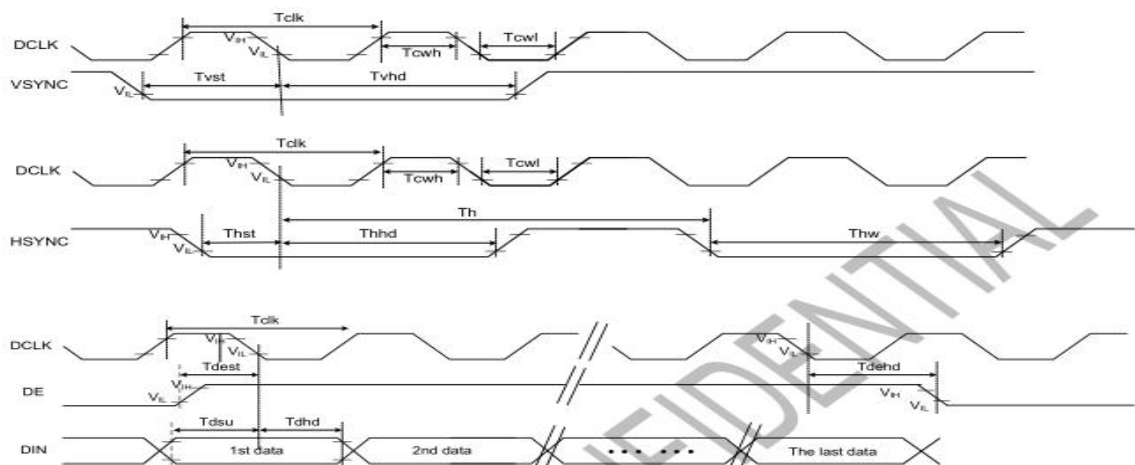 Tclk
DCLK
VIH
VIL
Tcwh
Tcwl
VSYNC
VIL
Tvst
Tvhd
Tclk
DCLK
VIH
VIL
Tcwh
Tcwl
Th
HSYNC
VIH
VIL
Thst
Thhd
Thw
Tclk
DCLK
VIH
VIL
VIH
VIL
Tdest
Tdehd
DE
VIH
VIL
VIH
VIL
Tdsu
Tdhd
DIN
1st data
2nd data
The last data